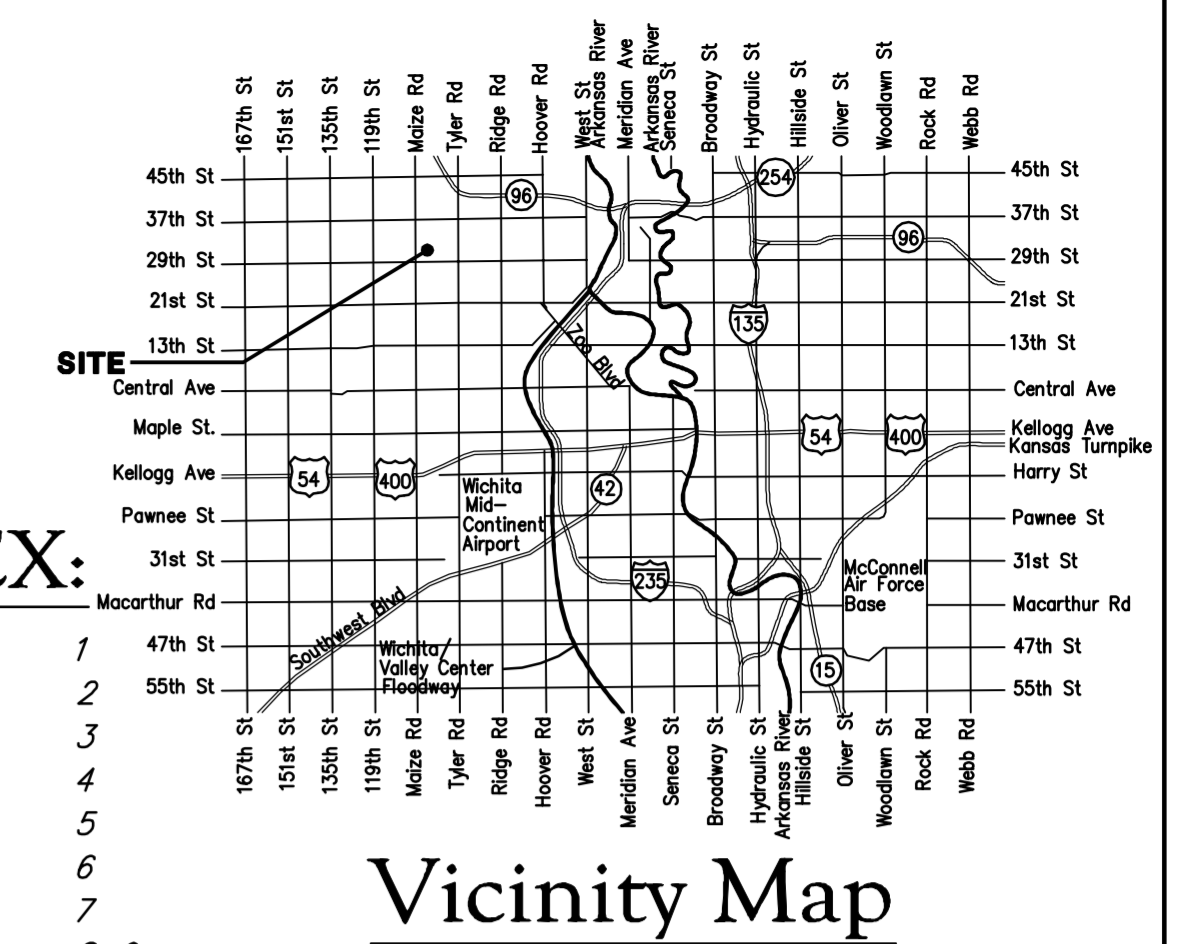 167th St
151st St
135th St
119th St
Maize Rd
Tyler Rd
Ridge Rd
Hoover Rd
West St
Arkansas River
Meridian Ave
Arkansas River
Seneca St
Broadway St
Hydraulic St
Hillside St
Oliver St
Woodlawn St
Rock Rd
Webb Rd
45th St
37th St
29th St
21st St
13th St
SITE
Central Ave
Maple St.
Kellogg Ave
Pawnee St
31st St
Macarthur Rd
47th St
55th St
96
254
96
135
Zoo Blvd
54
400
54
400
42
Wichita
Mid-
Continent
Airport
235
McConnell
Air Force
Base
Southwest Blvd
Wichita/
Valley Center
Floodway
15
45th St
37th St
29th St
21st St
13th St
Central Ave
Kellogg Ave
Kansas Turnpike
Harry St
Pawnee St
31st St
Macarthur Rd
47th St
55th St
167th St
151st St
135th St
119th St
Maize Rd
Tyler Rd
Ridge Rd
Hoover Rd
West St
Meridian Ave
Seneca St
Broadway St
Hydraulic St
Arkansas River
Hillside St
Oliver St
Woodlawn St
Rock Rd
Webb Rd
EX:
1
2
3
4
5
6
7
Vicinity Map